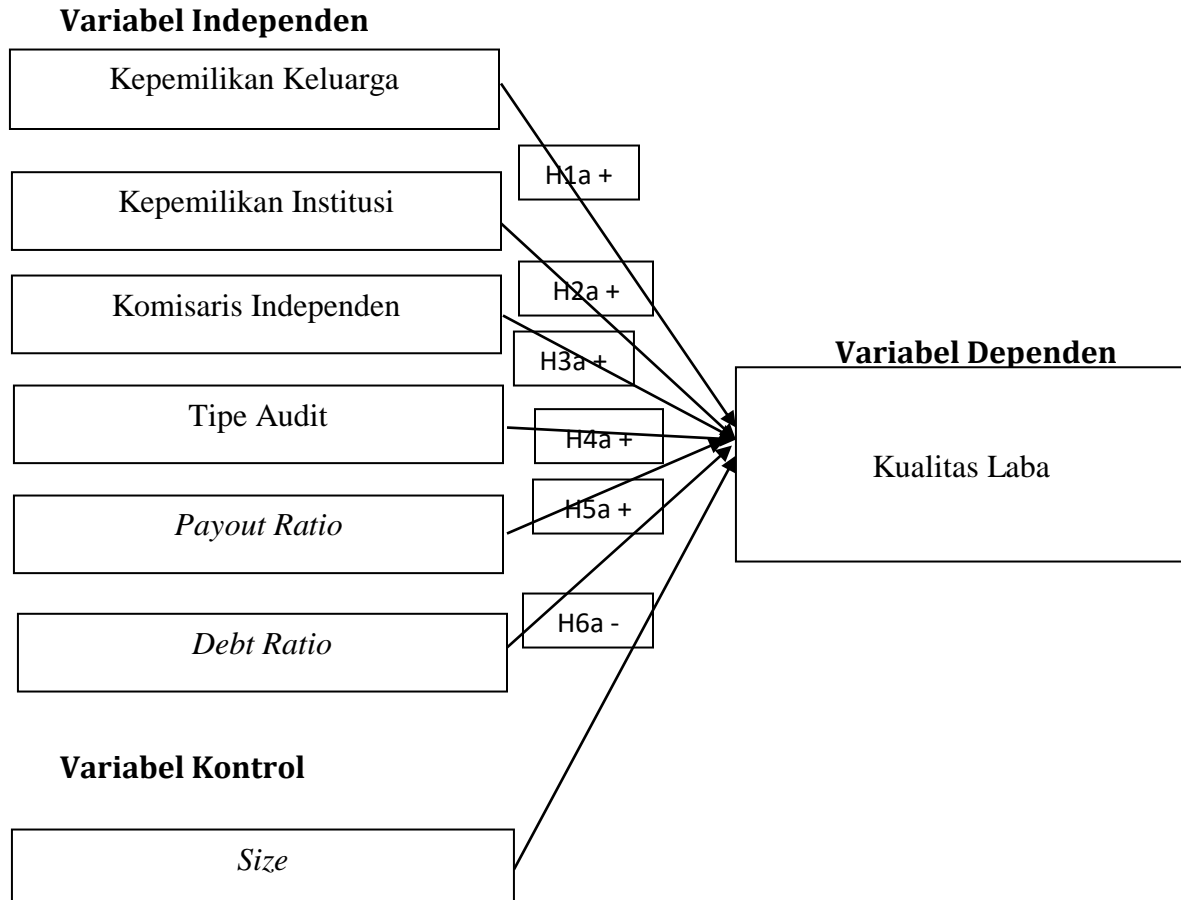 Variabel Independen
Kepemilikan Keluarga
H1a +
Kepemilikan Institusi
H2a +
Komisaris Independen
H3a +
Variabel Dependen
Tipe Audit
H4a +
Kualitas Laba
Payout Ratio
H5a +
Debt Ratio
H6a -
Variabel Kontrol
Size